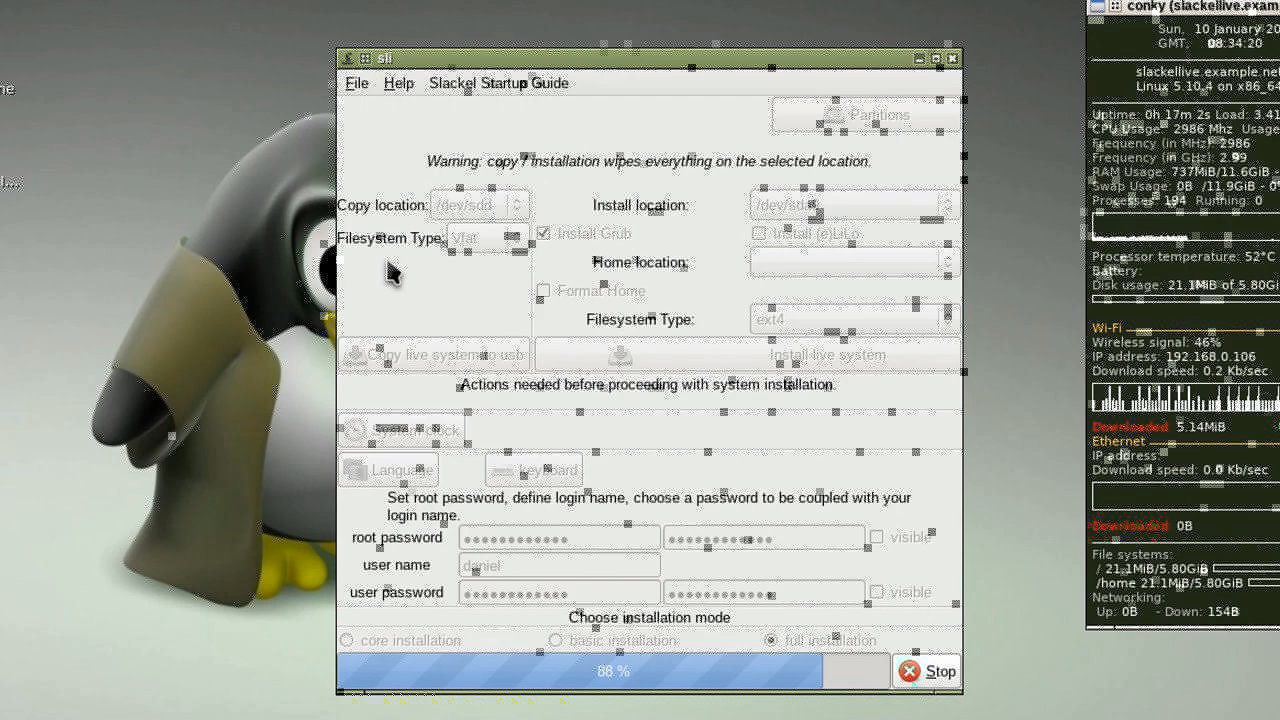 sli
File Help Slackel Startup Guide
Partitions
Warning: copy / installation wipes everything on the selected location.
Copy location: /dev/sdd Install location:
Filesystem Type: vfat Install Grub Install (e)LiLo
Home location:
Format Home
Filesystem Type: ext4
Copy live system to usb Install live system
Actions needed before proceeding with system installation.
System clock
Language Keyboard
Set root password, define login name, choose a password to be coupled with your
login name.
root password visible
user name daniel
user password visible
Choose installation mode
core installation basic installation full installation
88 % Stop
conky (slackellive.exam
Sun, 10 January 20
GMT, 08:34:20
slackellive.example.net
Linux 5.10.4 on x86_64
Uptime: 0h 17m 2s Load: 3.41
CPU Usage: 2986 Mhz Usage
Frequency (in MHz): 2986
Frequency (in GHz): 2.99
RAM Usage: 737MiB/11.6GiB -
Swap Usage: 0B /11.9GiB - 0
Processes: 194 Running: 0
Processor temperature: 52°C
Battery:
Disk usage: 21.1MiB of 5.80Gi
Wi-Fi
Wireless signal: 46%
IP address: 192.168.0.106
Download speed: 0.2 Kb/sec
Downloaded 5.14MiB
Ethernet
IP address
Download speed: 0.0 Kb/sec
Downloaded 0B
File systems:
/ 21.1MiB/5.80GiB
/home 21.1MiB/5.80GiB
Networking:
Up: 0B - Down: 154B